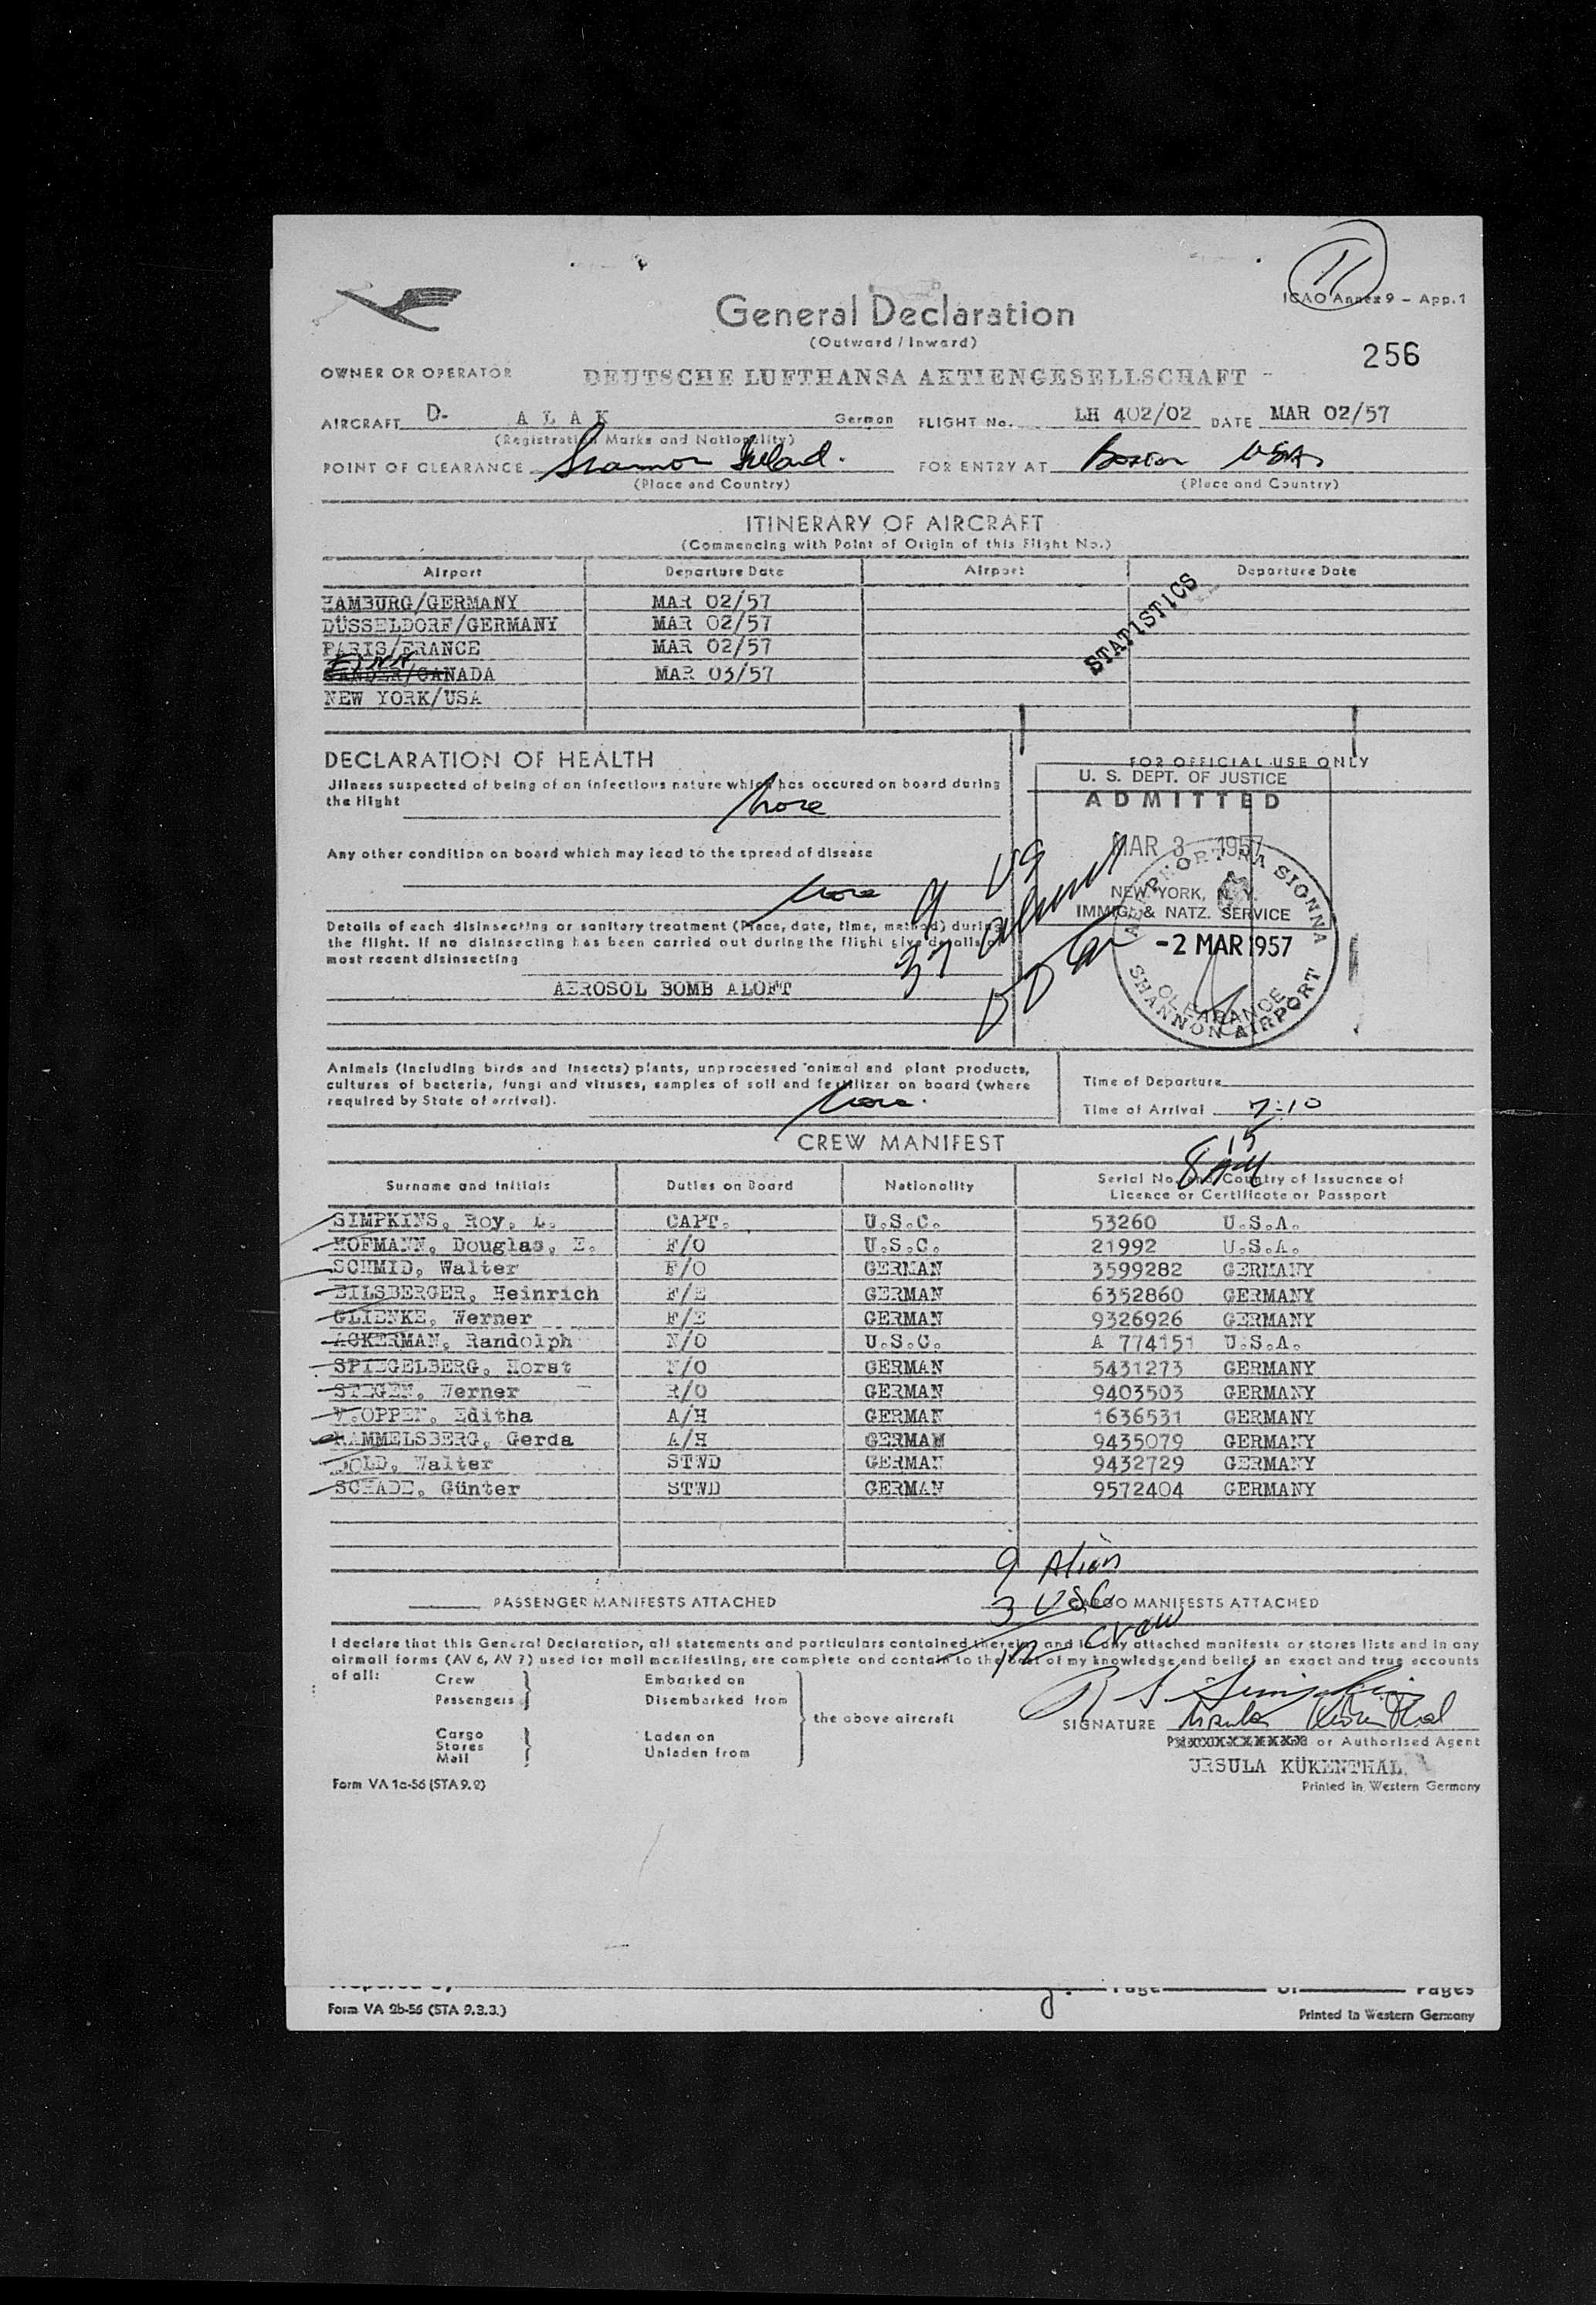 11
ICAO Annex 9 – App. 1
General Declaration
(Outward / Inward)
256
OWNER OR OPERATOR DEUTSCHE LUFTHANSA AKTIENGESELLSCHAFT -
AIRCRAFT D- A L A K German FLIGHT No. LH 402/02 DATE MAR 02/57
(Registration Marks and Nationality)
POINT OF CLEARANCE Shannon Ireland. FOR ENTRY AT Boston USA
(Place and Country) (Place and Country)
ITINERARY OF AIRCRAFT
(Commencing with Point of Origin of this Flight No.)
Airport Departure Date Airport Departure Date
HAMBURG/GERMANY MAR 02/57
DÜSSELDORF/GERMANY MAR 02/57
PARIS/FRANCE MAR 02/57
GANDER/CANADA MAR 03/57
NEW YORK/USA
STATISTICS
DECLARATION OF HEALTH
Jllness suspected of being of an infectious nature which has occured on board during
the flight none
Any other condition on board which may lead to the spread of disease
none
Details of each disinsecting or sanitary treatment (Place, date, time, method) during
the flight. If no disinsecting has been carried out during the flight give details of
most recent disinsecting
AEROSOL BOMB ALOFT
9 US
37 aliens
FOR OFFICIAL USE ONLY
U. S. DEPT. OF JUSTICE
ADMITTED
MAR 3 1957
NEW YORK, N. Y.
IMMIG. & NATZ. SERVICE
AERPHORT NA SIONNA
-2 MAR 1957
CLEARANCE
SHANNON AIRPORT
Animals (including birds and insects) plants, unprocessed animal and plant products,
cultures of bacteria, fungi and viruses, samples of soil and fertilizer on board (where
required by State of arrival). none.
Time of Departure
Time of Arrival 7:10
8 15
CREW MANIFEST
Surname and Initials Duties on Board Nationality Serial No. and Country of Issuance of
Licence or Certificate or Passport
SIMPKINS, Roy, L. CAPT. U.S.C. 53260 U.S.A.
HOFMANN, Douglas, E. F/O U.S.C. 21992 U.S.A.
SCHMID, Walter F/O GERMAN 3599282 GERMANY
EILSBERGER, Heinrich F/E GERMAN 6352860 GERMANY
GLIENKE, Werner F/E GERMAN 9326926 GERMANY
ACKERMAN, Randolph N/O U.S.C. A 774151 U.S.A.
SPIEGELBERG, Horst N/O GERMAN 5431273 GERMANY
STEGEN, Werner R/O GERMAN 9403503 GERMANY
V.OPPEN, Editha A/H GERMAN 1636531 GERMANY
RAMMELSBERG, Gerda A/H GERMAN 9435079 GERMANY
DOLD, Walter STWD GERMAN 9432729 GERMANY
SCHADE, Günter STWD GERMAN 9572404 GERMANY
9 Alien
3 USC
12 crew
PASSENGER MANIFESTS ATTACHED CARGO MANIFESTS ATTACHED
I declare that this General Declaration, all statements and particulars contained therein, and in any attached manifests or stores lists and in any
airmail forms (AV 6, AV 7) used for mail manifesting, are complete and contain to the best of my knowledge and belief an exact and true accounts
of all: Crew Embarked on
Passengers Disembarked from
the above aircraft
Cargo Laden on
Stores Unladen from
Mail
R L Simpkins
SIGNATURE Ursula Kükenthal
or Authorised Agent
URSULA KÜKENTHAL
Form VA 1a-56 (STA 9.2)
Printed in Western Germany
Prepared by Page of Pages
Form VA 2b-56 (STA 9.3.3.)
Printed in Western Germany